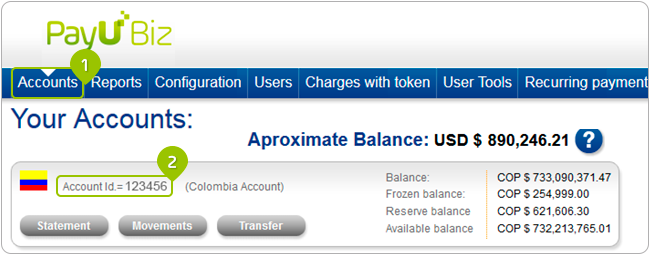 PayU Biz
1
Accounts Reports Configuration Users Charges with token User Tools Recurring payment
Your Accounts:
Aproximate Balance: USD $ 890,246.21 ?
2
Account Id.= 123456 (Colombia Account)
Balance: COP $ 733,090,371.47
Frozen balance: COP $ 254,999.00
Reserve balance COP $ 621,606.30
Available balance COP $ 732,213,765.01
Statement Movements Transfer